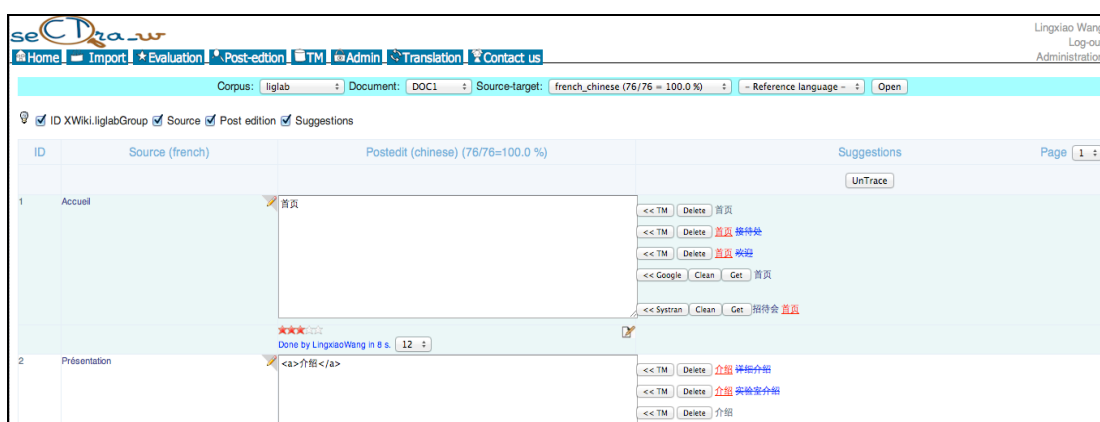 seCTra_w
Lingxiao Wang
Log-ou
Administration
Home Import Evaluation Post-edtion TM Admin Translation Contact us
Corpus: liglab Document: DOC1 Source-target: french_chinese (76/76 = 100.0 %) - Reference language - Open
ID XWiki.liglabGroup Source Post edition Suggestions
ID Source (french) Postedit (chinese) (76/76=100.0 %) Suggestions Page 1
UnTrace
1 Accueil 首页
<< TM Delete 首页
<< TM Delete 首页 接待处
<< TM Delete 首页 欢迎
<< Google Clean Get 首页
<< Systran Clean Get 招待会 首页
Done by LingxiaoWang in 8 s. 12
2 Présentation <a>介绍</a>
<< TM Delete 介绍 详细介绍
<< TM Delete 介绍 实验室介绍
<< TM Delete 介绍